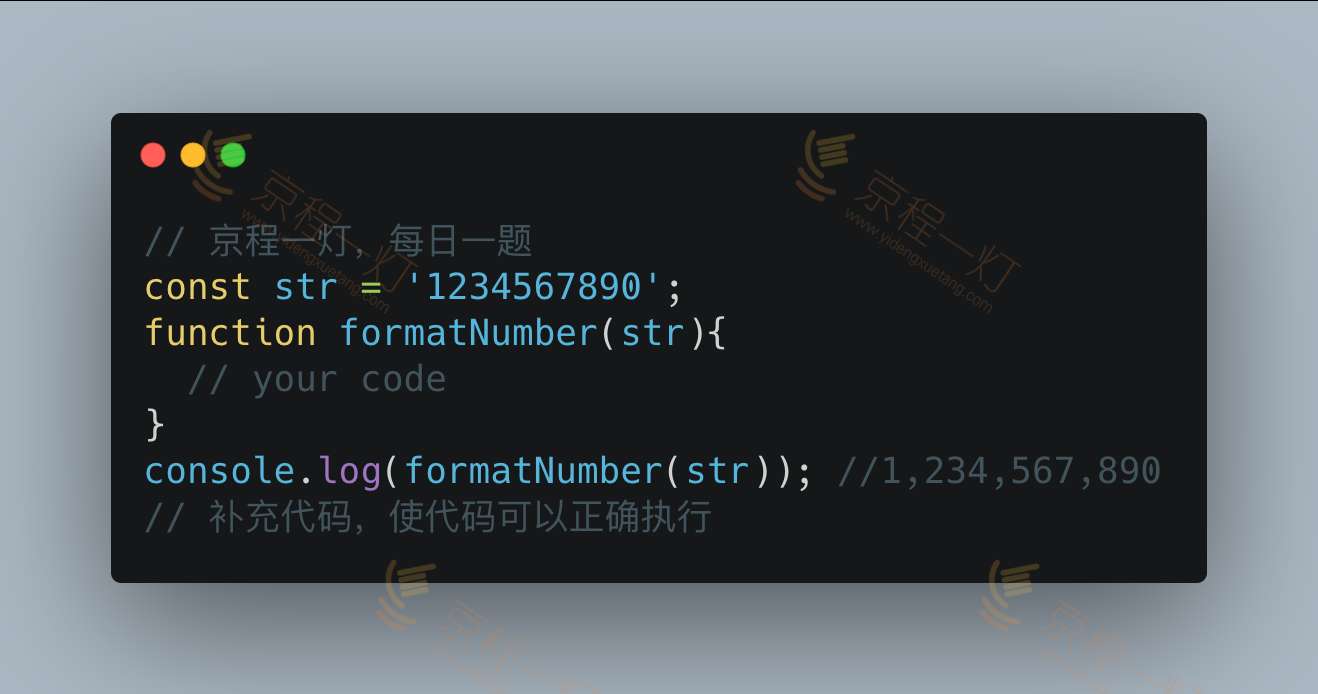 // 京程一灯，每日一题
const str = '1234567890';
function formatNumber(str){
  // your code
}
console.log(formatNumber(str)); //1,234,567,890
// 补充代码，使代码可以正确执行
京程一灯
www.yidengxuetang.com
京程一灯
www.yidengxuetang.com